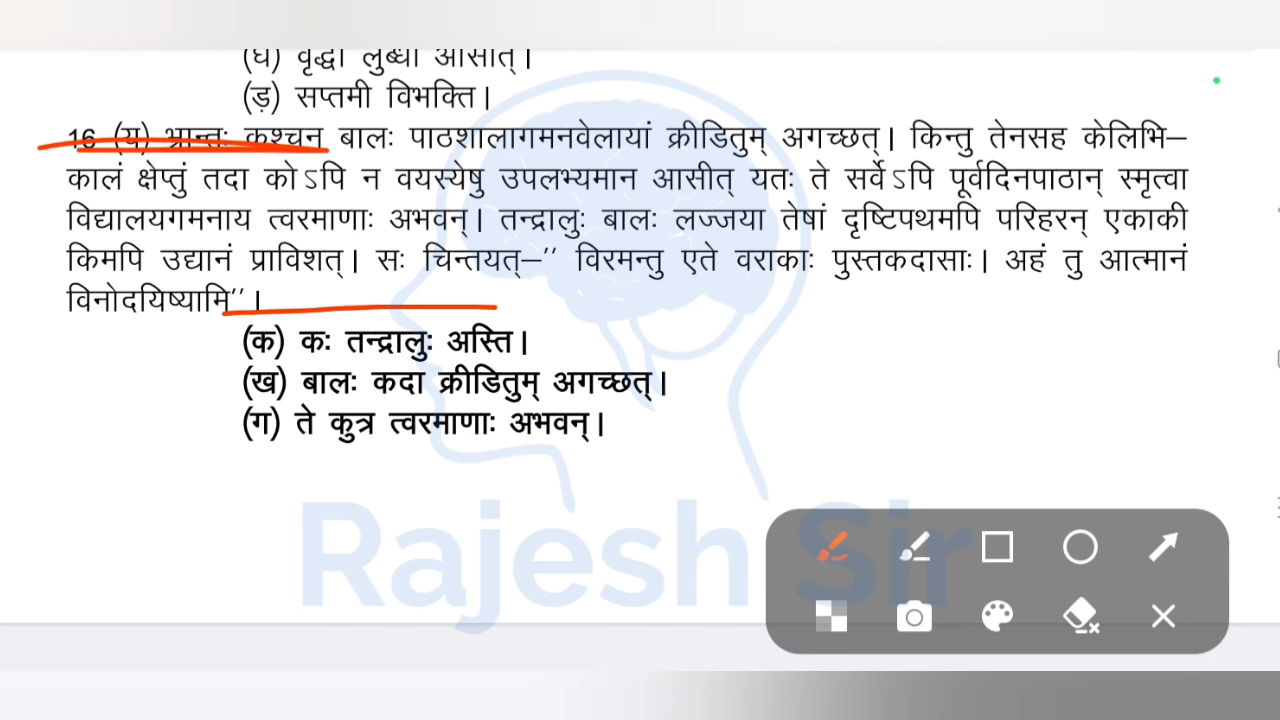 (घ) वृद्धा लुब्धा आसीत्।
(ड़) सप्तमी विभक्ति।
16 (य) भ्रान्तः कश्चन बालः पाठशालागमनवेलायां क्रीडितुम् अगच्छत्। किन्तु तेनसह केलिभि–
कालं क्षेप्तुं तदा कोऽपि न वयस्येषु उपलभ्यमान आसीत् यतः ते सर्वेऽपि पूर्वदिनपाठान् स्मृत्वा
विद्यालयगमनाय त्वरमाणाः अभवन्। तन्द्रालुः बालः लज्जया तेषां दृष्टिपथमपि परिहरन् एकाकी
किमपि उद्यानं प्राविशत्। सः चिन्तयत्–’’ विरमन्तु एते वराकाः पुस्तकदासाः। अहं तु आत्मानं
विनोदयिष्यामि’’।
(क) कः तन्द्रालुः अस्ति।
(ख) बालः कदा क्रीडितुम् अगच्छत्।
(ग) ते कुत्र त्वरमाणाः अभवन्।
Rajesh Sir